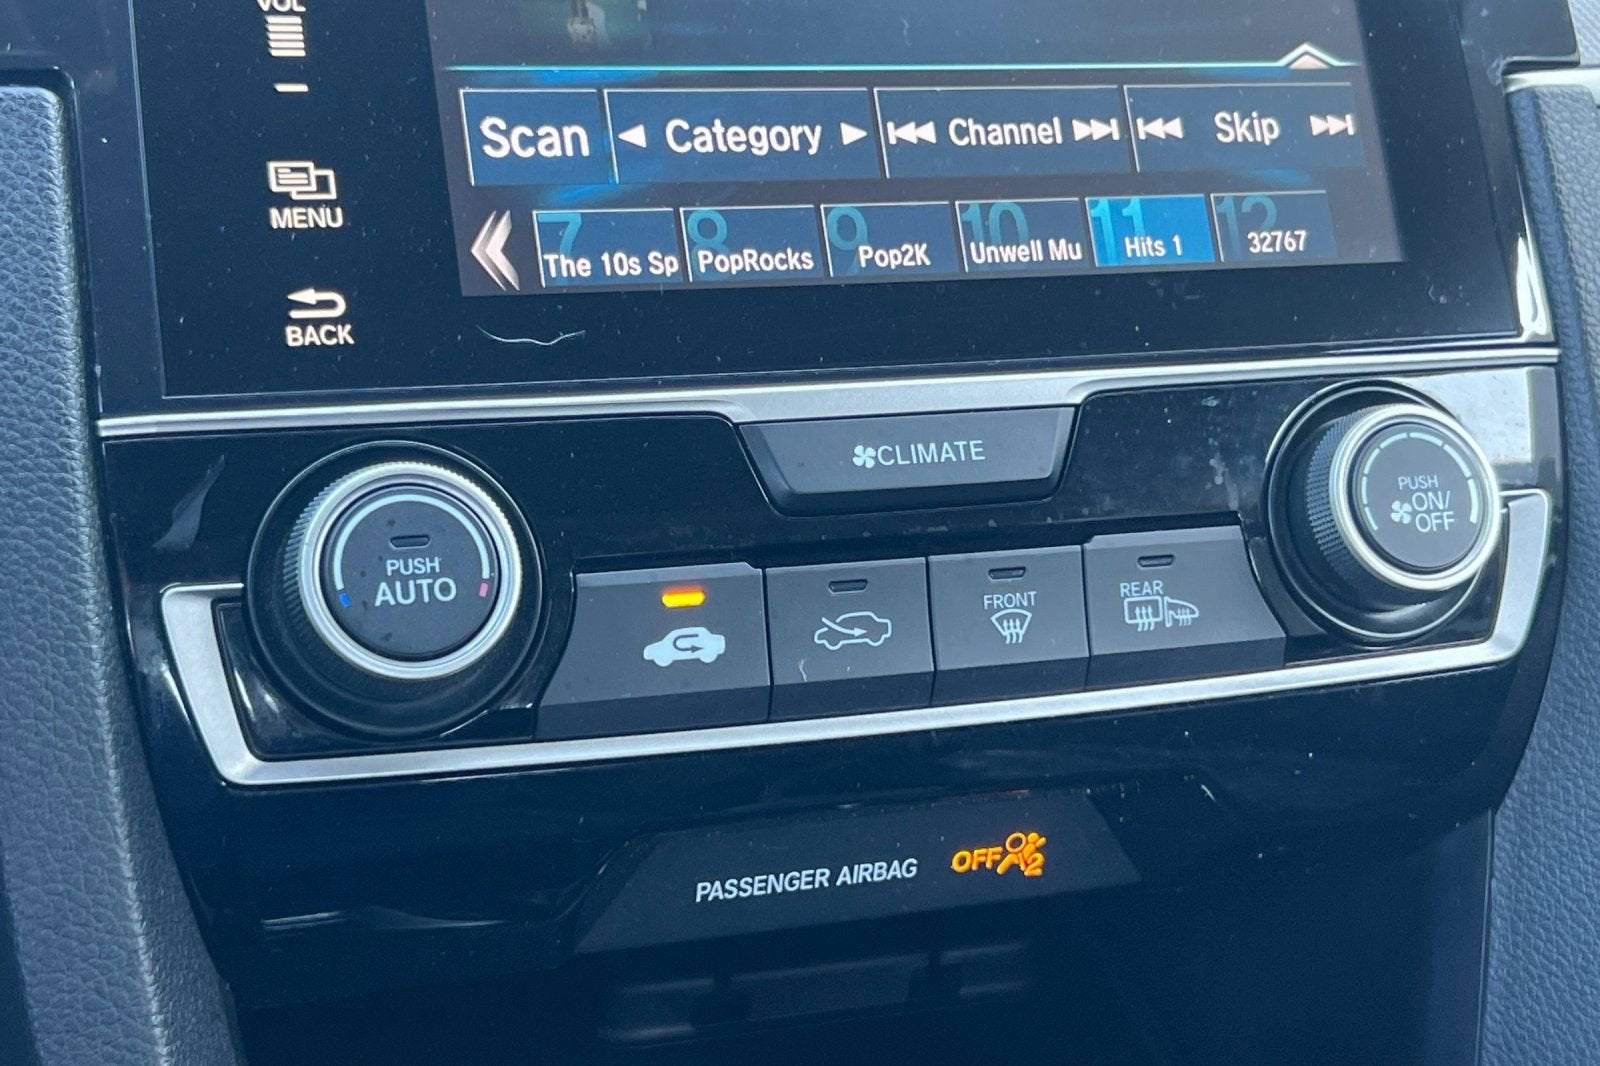 VOL
Scan
Category
Channel
Skip
MENU
7
The 10s Sp
8
PopRocks
9
Pop2K
10
Unwell Mu
11
Hits 1
12
32767
BACK
CLIMATE
PUSH
AUTO
PUSH
ON/
OFF
FRONT
REAR
PASSENGER AIRBAG
OFF
2